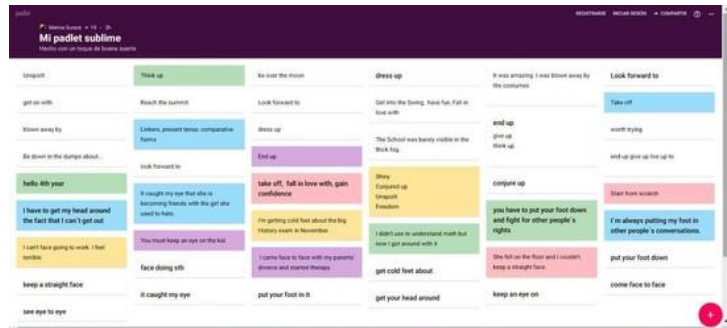 padlet
REGISTRARSE INICIAR SESIÓN COMPARTIR
Marina Sunara + 19 · 2h
Mi padlet sublime
Hecho con un toque de buena suerte
Unspoilt
get on with
blown away by
Be down in the dumps about...
hello 4th year
I have to get my head around
the fact that I can´t get out
I can't face going to work. I feel
terrible
keep a straight face
see eye to eye
Think up
Reach the summit
Linkers, present tense, comparative
forms
look forward to
It caught my eye that she is
becoming friends with the girl she
used to hate.
You must keep an eye on the kid.
face doing sth
it caught my eye
be over the moon
Look forward to
dress up
End up
take off, fall in love with, gain
confidence
I'm getting cold feet about the big
History exam in November.
I came face to face with my parents'
divorce and started therapy.
put your foot in it
dress up
Get into the Swing, have fun, Fall in
love with
The School was barely visible in the
thick fog.
Shiny
Conjured up
Unspoilt
Freedom
I didn't use to understand math but
now I got around with it
get cold feet about
get your head around
It was amazing. I was blown away by
the costumes
end up
give up
think up
conjure up
you have to put your foot down
and fight for other people´s
rights
She fell on the floor and I couldn't
keep a straight face.
keep an eye on
Look forward to
Take off
worth trying
end up give up live up to
Start from scratch
I´m always putting my foot in
other people´s conversations.
put your foot down
come face to face